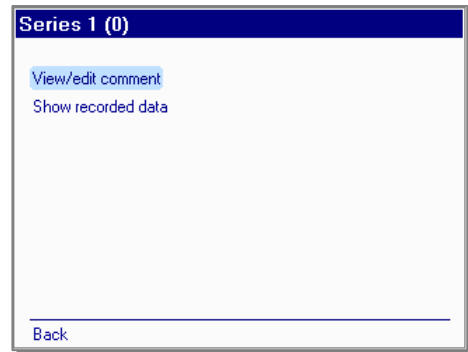 Series 1 (0)
View/edit comment
Show recorded data
Back